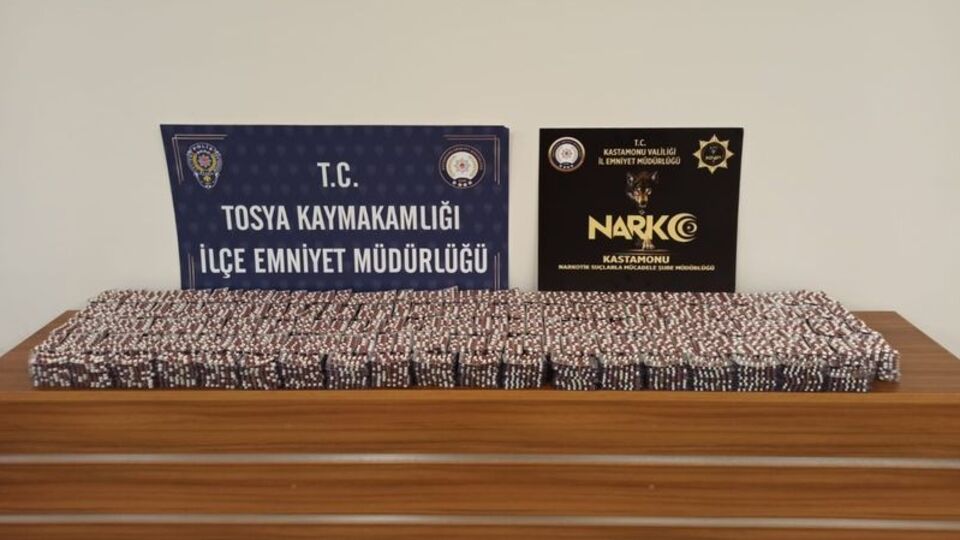 T.C.
TOSYA KAYMAKAMLIĞI
İLÇE EMNİYET MÜDÜRLÜĞÜ
T.C.
KASTAMONU VALİLİĞİ
İL EMNİYET MÜDÜRLÜĞÜ
NARKO
KASTAMONU
NARKOTİK SUÇLARLA MÜCADELE ŞUBE MÜDÜRLÜĞÜ